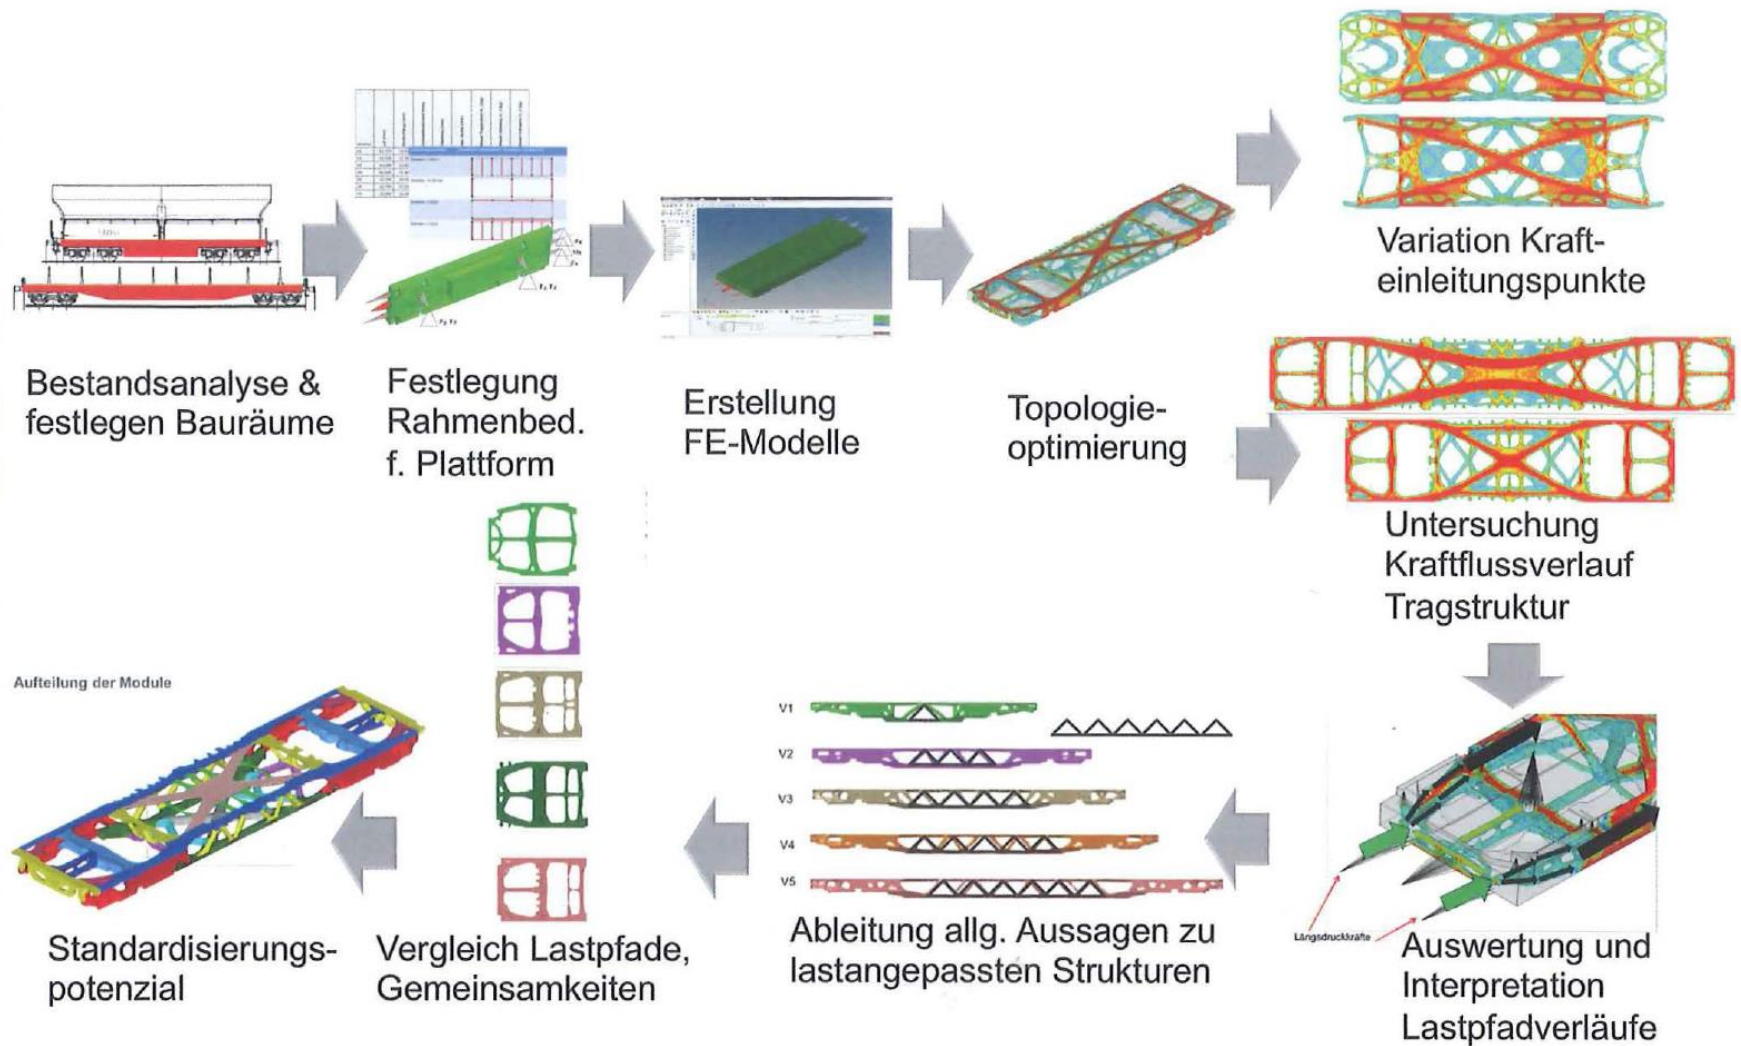 Bestandsanalyse &
festlegen Bauräume
Festlegung
Rahmenbed.
f. Plattform
Erstellung
FE-Modelle
Topologie-
optimierung
Variation Kraft-
einleitungspunkte
Untersuchung
Kraftflussverlauf
Tragstruktur
Längsdruckkräfte
Auswertung und
Interpretation
Lastpfadverläufe
V1
V2
V3
V4
V5
Ableitung allg. Aussagen zu
lastangepassten Strukturen
Vergleich Lastpfade,
Gemeinsamkeiten
Aufteilung der Module
Standardisierungs-
potenzial